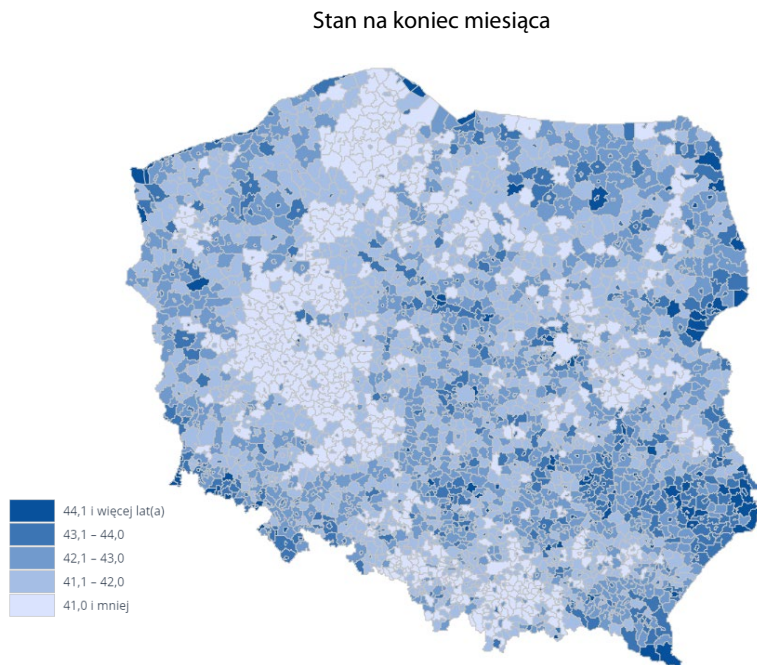 Stan na koniec miesiąca
44,1 i więcej lat(a)
43,1 – 44,0
42,1 – 43,0
41,1 – 42,0
41,0 i mniej